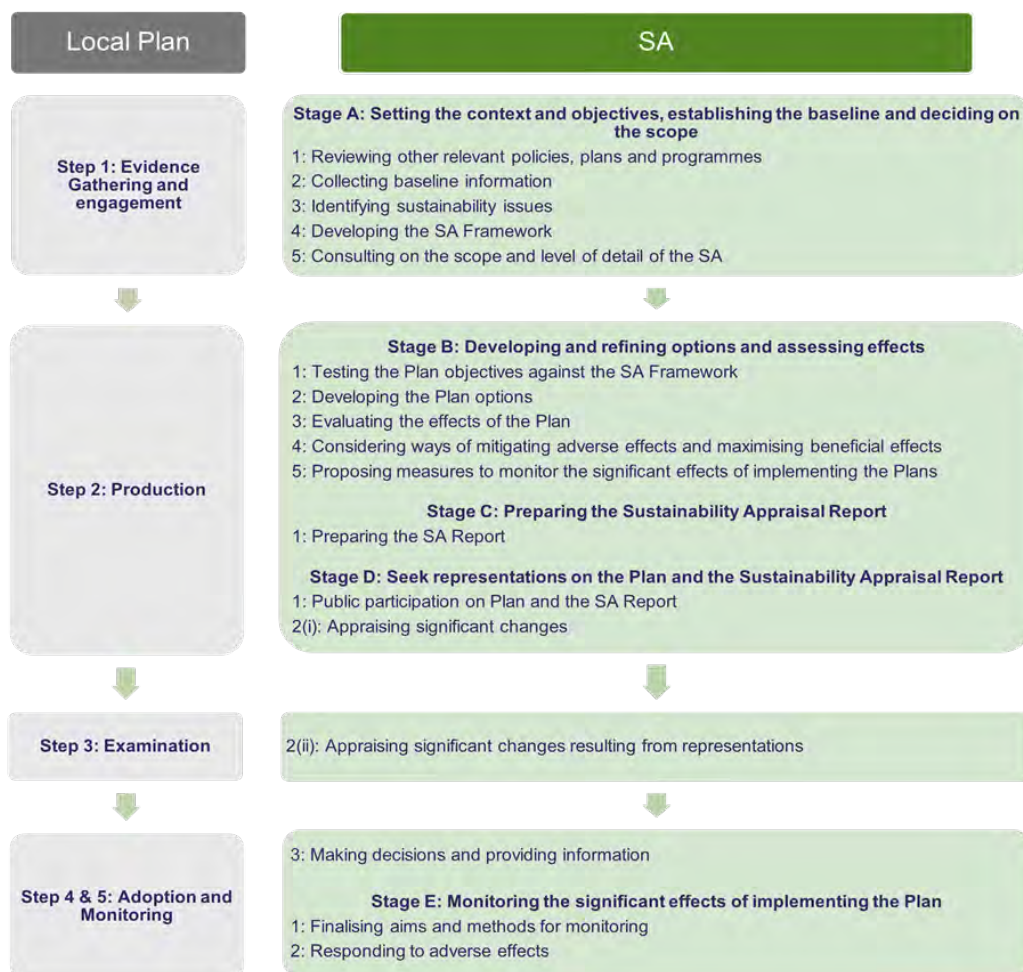 Local Plan
SA
Step 1: Evidence
Gathering and
engagement
Stage A: Setting the context and objectives, establishing the baseline and deciding on
the scope
1: Reviewing other relevant policies, plans and programmes
2: Collecting baseline information
3: Identifying sustainability issues
4: Developing the SA Framework
5: Consulting on the scope and level of detail of the SA
Step 2: Production
Stage B: Developing and refining options and assessing effects
1: Testing the Plan objectives against the SA Framework
2: Developing the Plan options
3: Evaluating the effects of the Plan
4: Considering ways of mitigating adverse effects and maximising beneficial effects
5: Proposing measures to monitor the significant effects of implementing the Plans
Stage C: Preparing the Sustainability Appraisal Report
1: Preparing the SA Report
Stage D: Seek representations on the Plan and the Sustainability Appraisal Report
1: Public participation on Plan and the SA Report
2(i): Appraising significant changes
Step 3: Examination
2(ii): Appraising significant changes resulting from representations
Step 4 & 5: Adoption and
Monitoring
3: Making decisions and providing information
Stage E: Monitoring the significant effects of implementing the Plan
1: Finalising aims and methods for monitoring
2: Responding to adverse effects